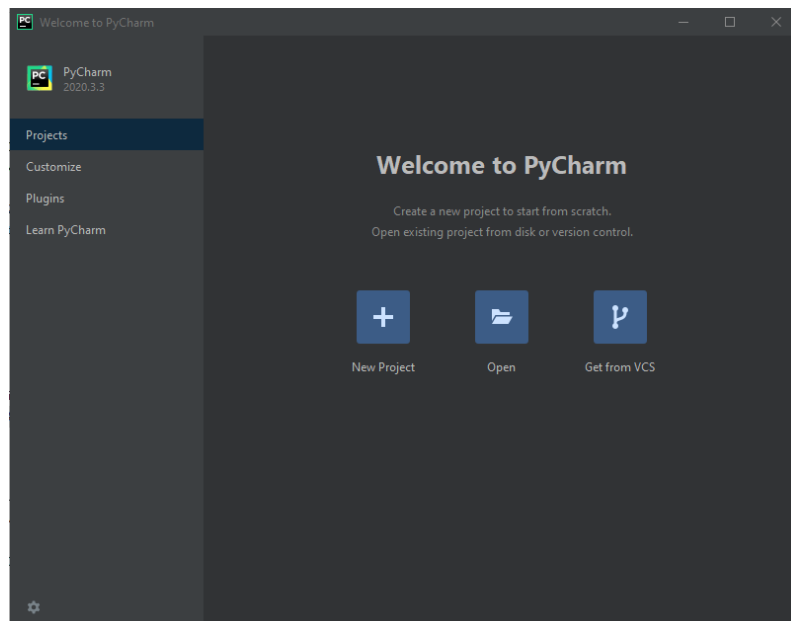 PC Welcome to PyCharm
PC PyCharm
2020.3.3
Projects
Customize
Plugins
Learn PyCharm
Welcome to PyCharm
Create a new project to start from scratch.
Open existing project from disk or version control.
New Project Open Get from VCS